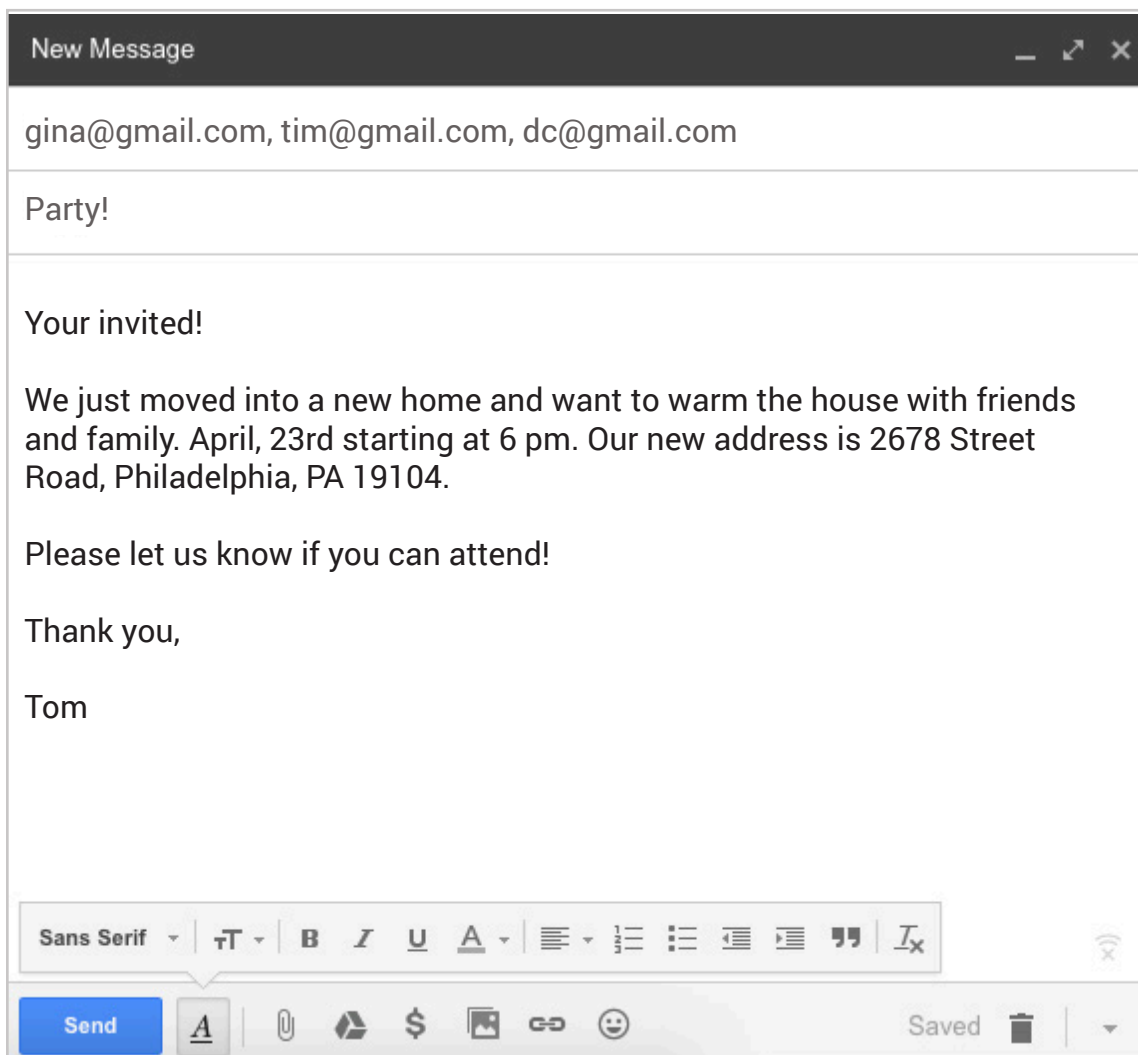 New Message
gina@gmail.com, tim@gmail.com, dc@gmail.com
Party!
Your invited!
We just moved into a new home and want to warm the house with friends
and family. April, 23rd starting at 6 pm. Our new address is 2678 Street
Road, Philadelphia, PA 19104.
Please let us know if you can attend!
Thank you,
Tom
Sans Serif
Send
Saved